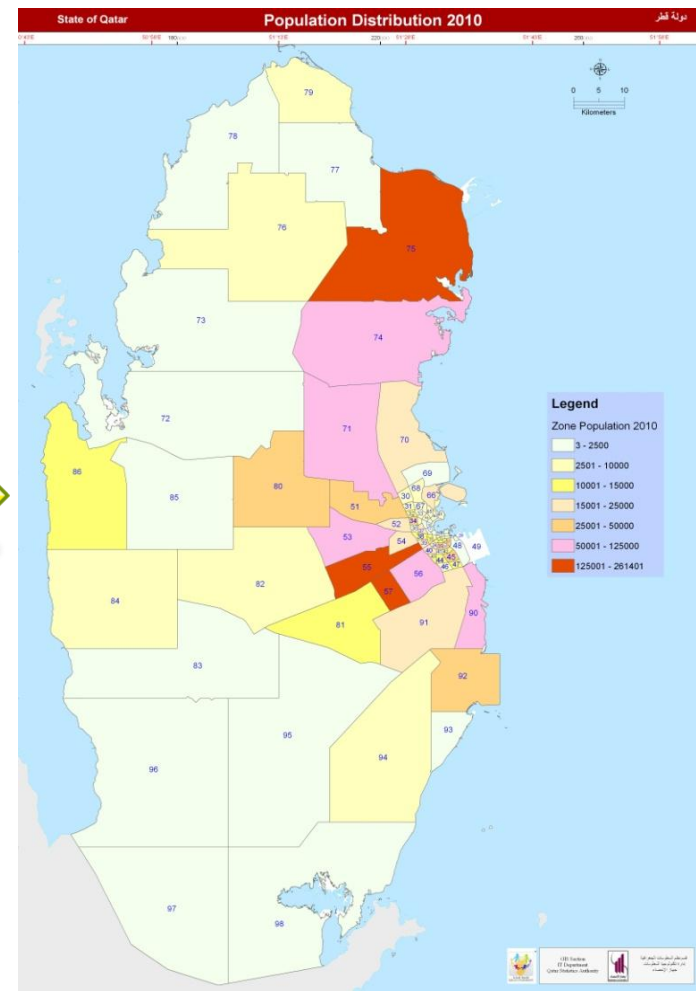 State of Qatar
Population Distribution 2010
دولة قطر
79
78
77
76
75
73
74
72
71
70
69
86
85
80
68
30
66
31
67
51
52
34
53
54
48
49
40
44
45
46
47
55
56
57
84
82
81
91
90
83
92
93
95
94
96
97
98
0 5 10
Kilometers
Legend
Zone Population 2010
3 - 2500
2501 - 10000
10001 - 15000
15001 - 25000
25001 - 50000
50001 - 125000
125001 - 261401
GIS Section
IT Department
Qatar Statistics Authority